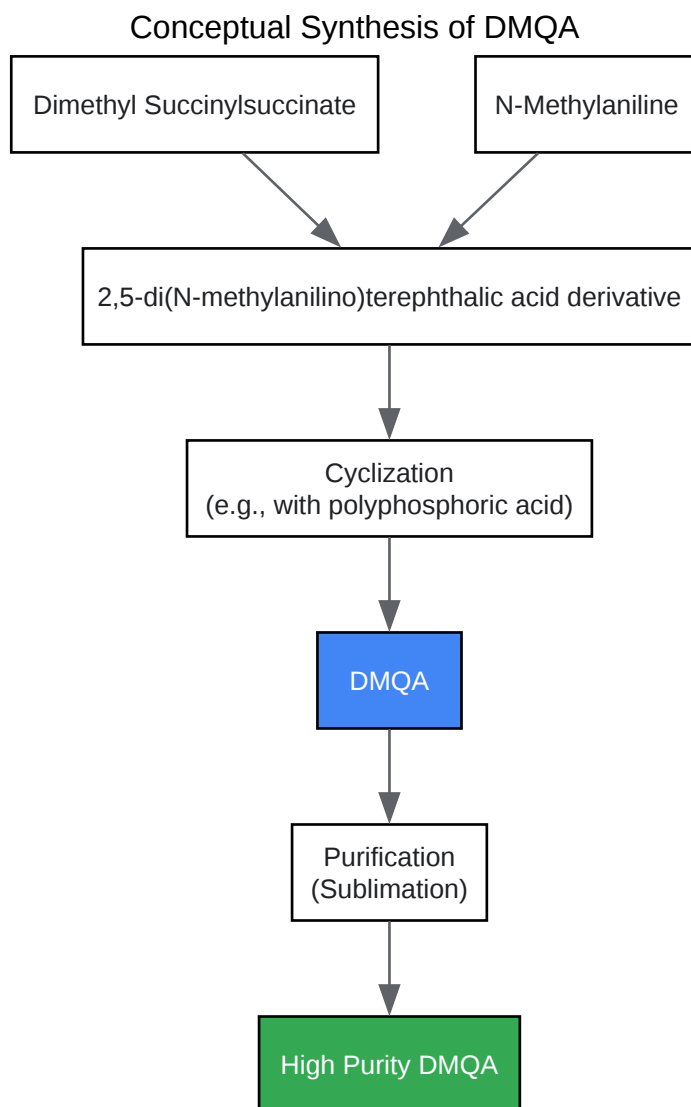 Conceptual Synthesis of DMQA
Dimethyl Succinylsuccinate
N-Methylaniline
2,5-di(N-methylanilino)terephthalic acid derivative
Cyclization
(e.g., with polyphosphoric acid)
DMQA
Purification
(Sublimation)
High Purity DMQA